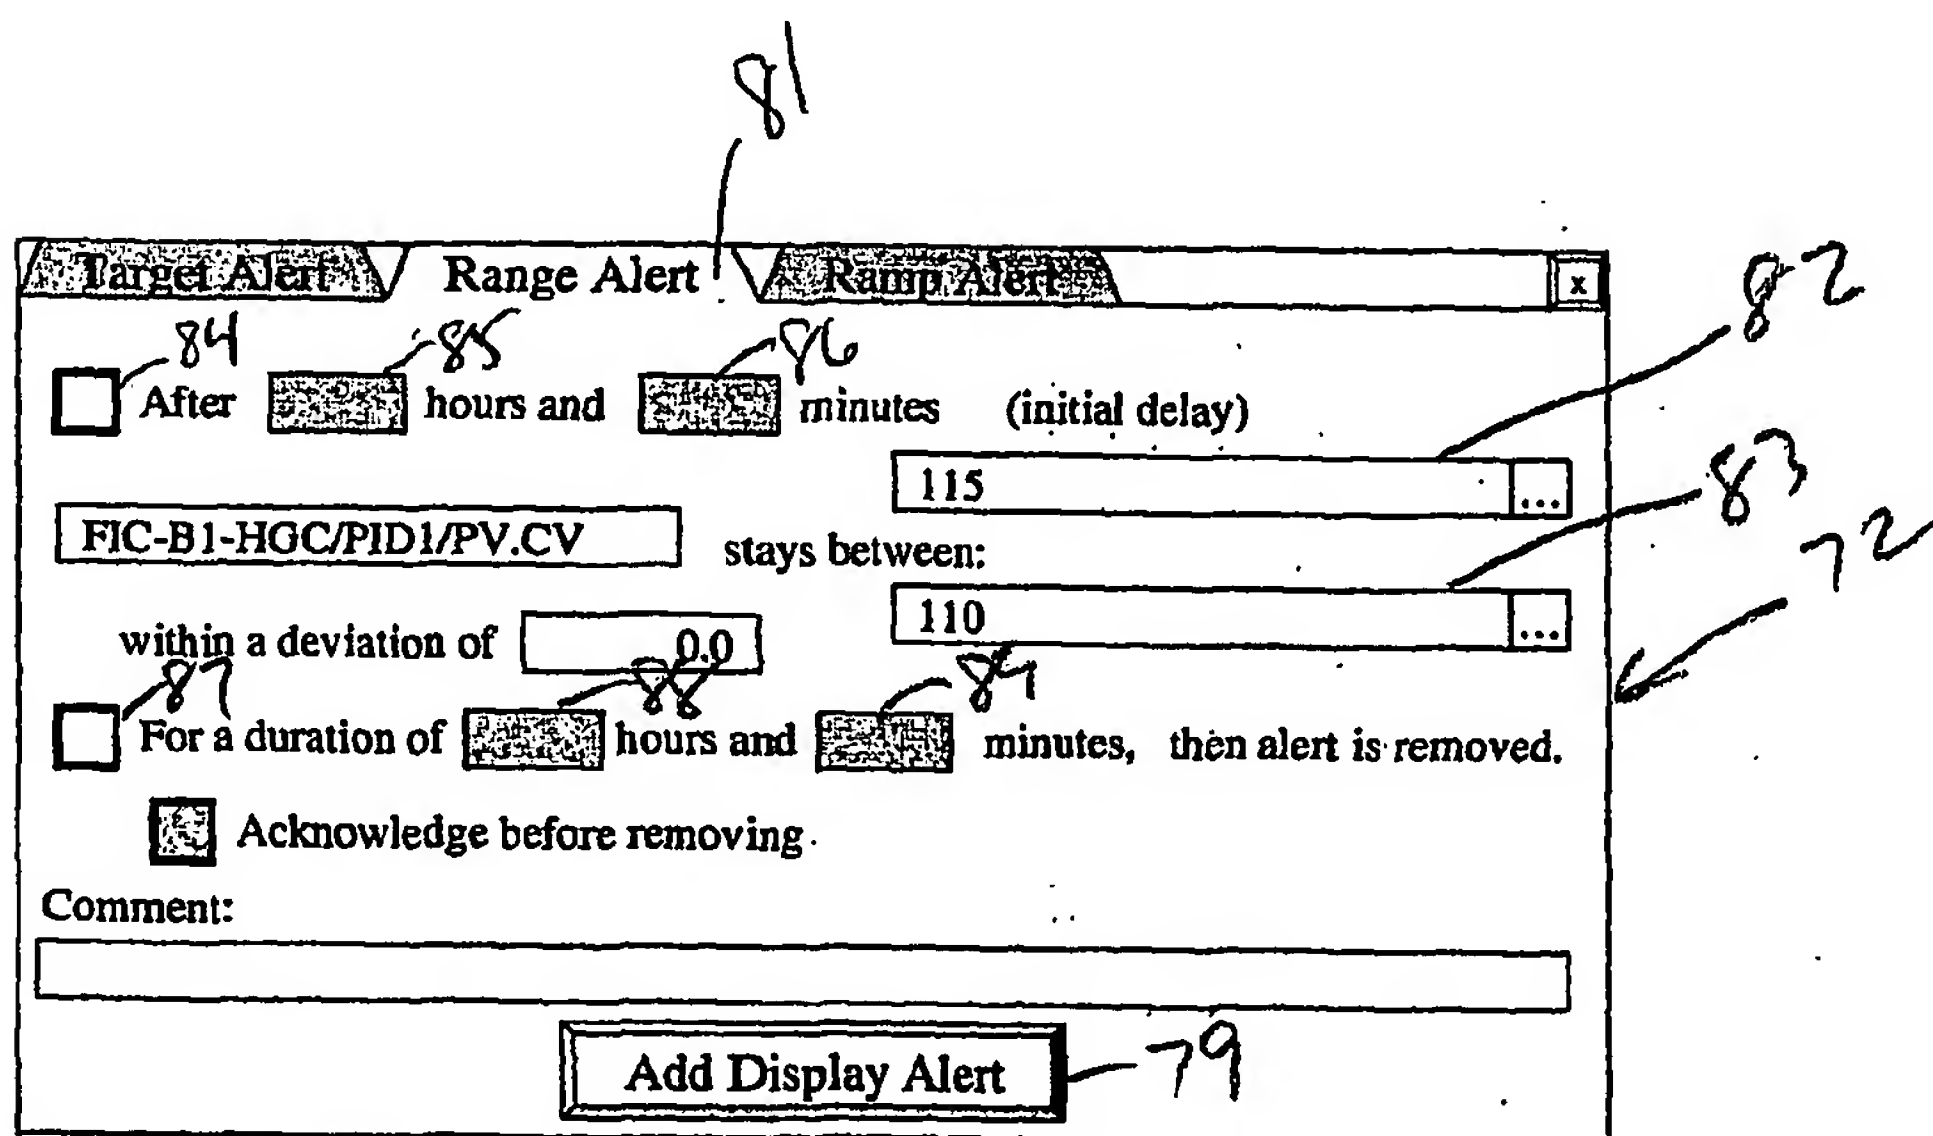 81
Target Alert Range Alert Ramp Alert x
82
84 85 86
After hours and minutes (initial delay)
115 ...
83
FIC-B1-HGC/PID1/PV.CV stays between:
72
110 ...
within a deviation of 0.0
87 88 89
For a duration of hours and minutes, then alert is removed.
Acknowledge before removing.
Comment:
Add Display Alert 79